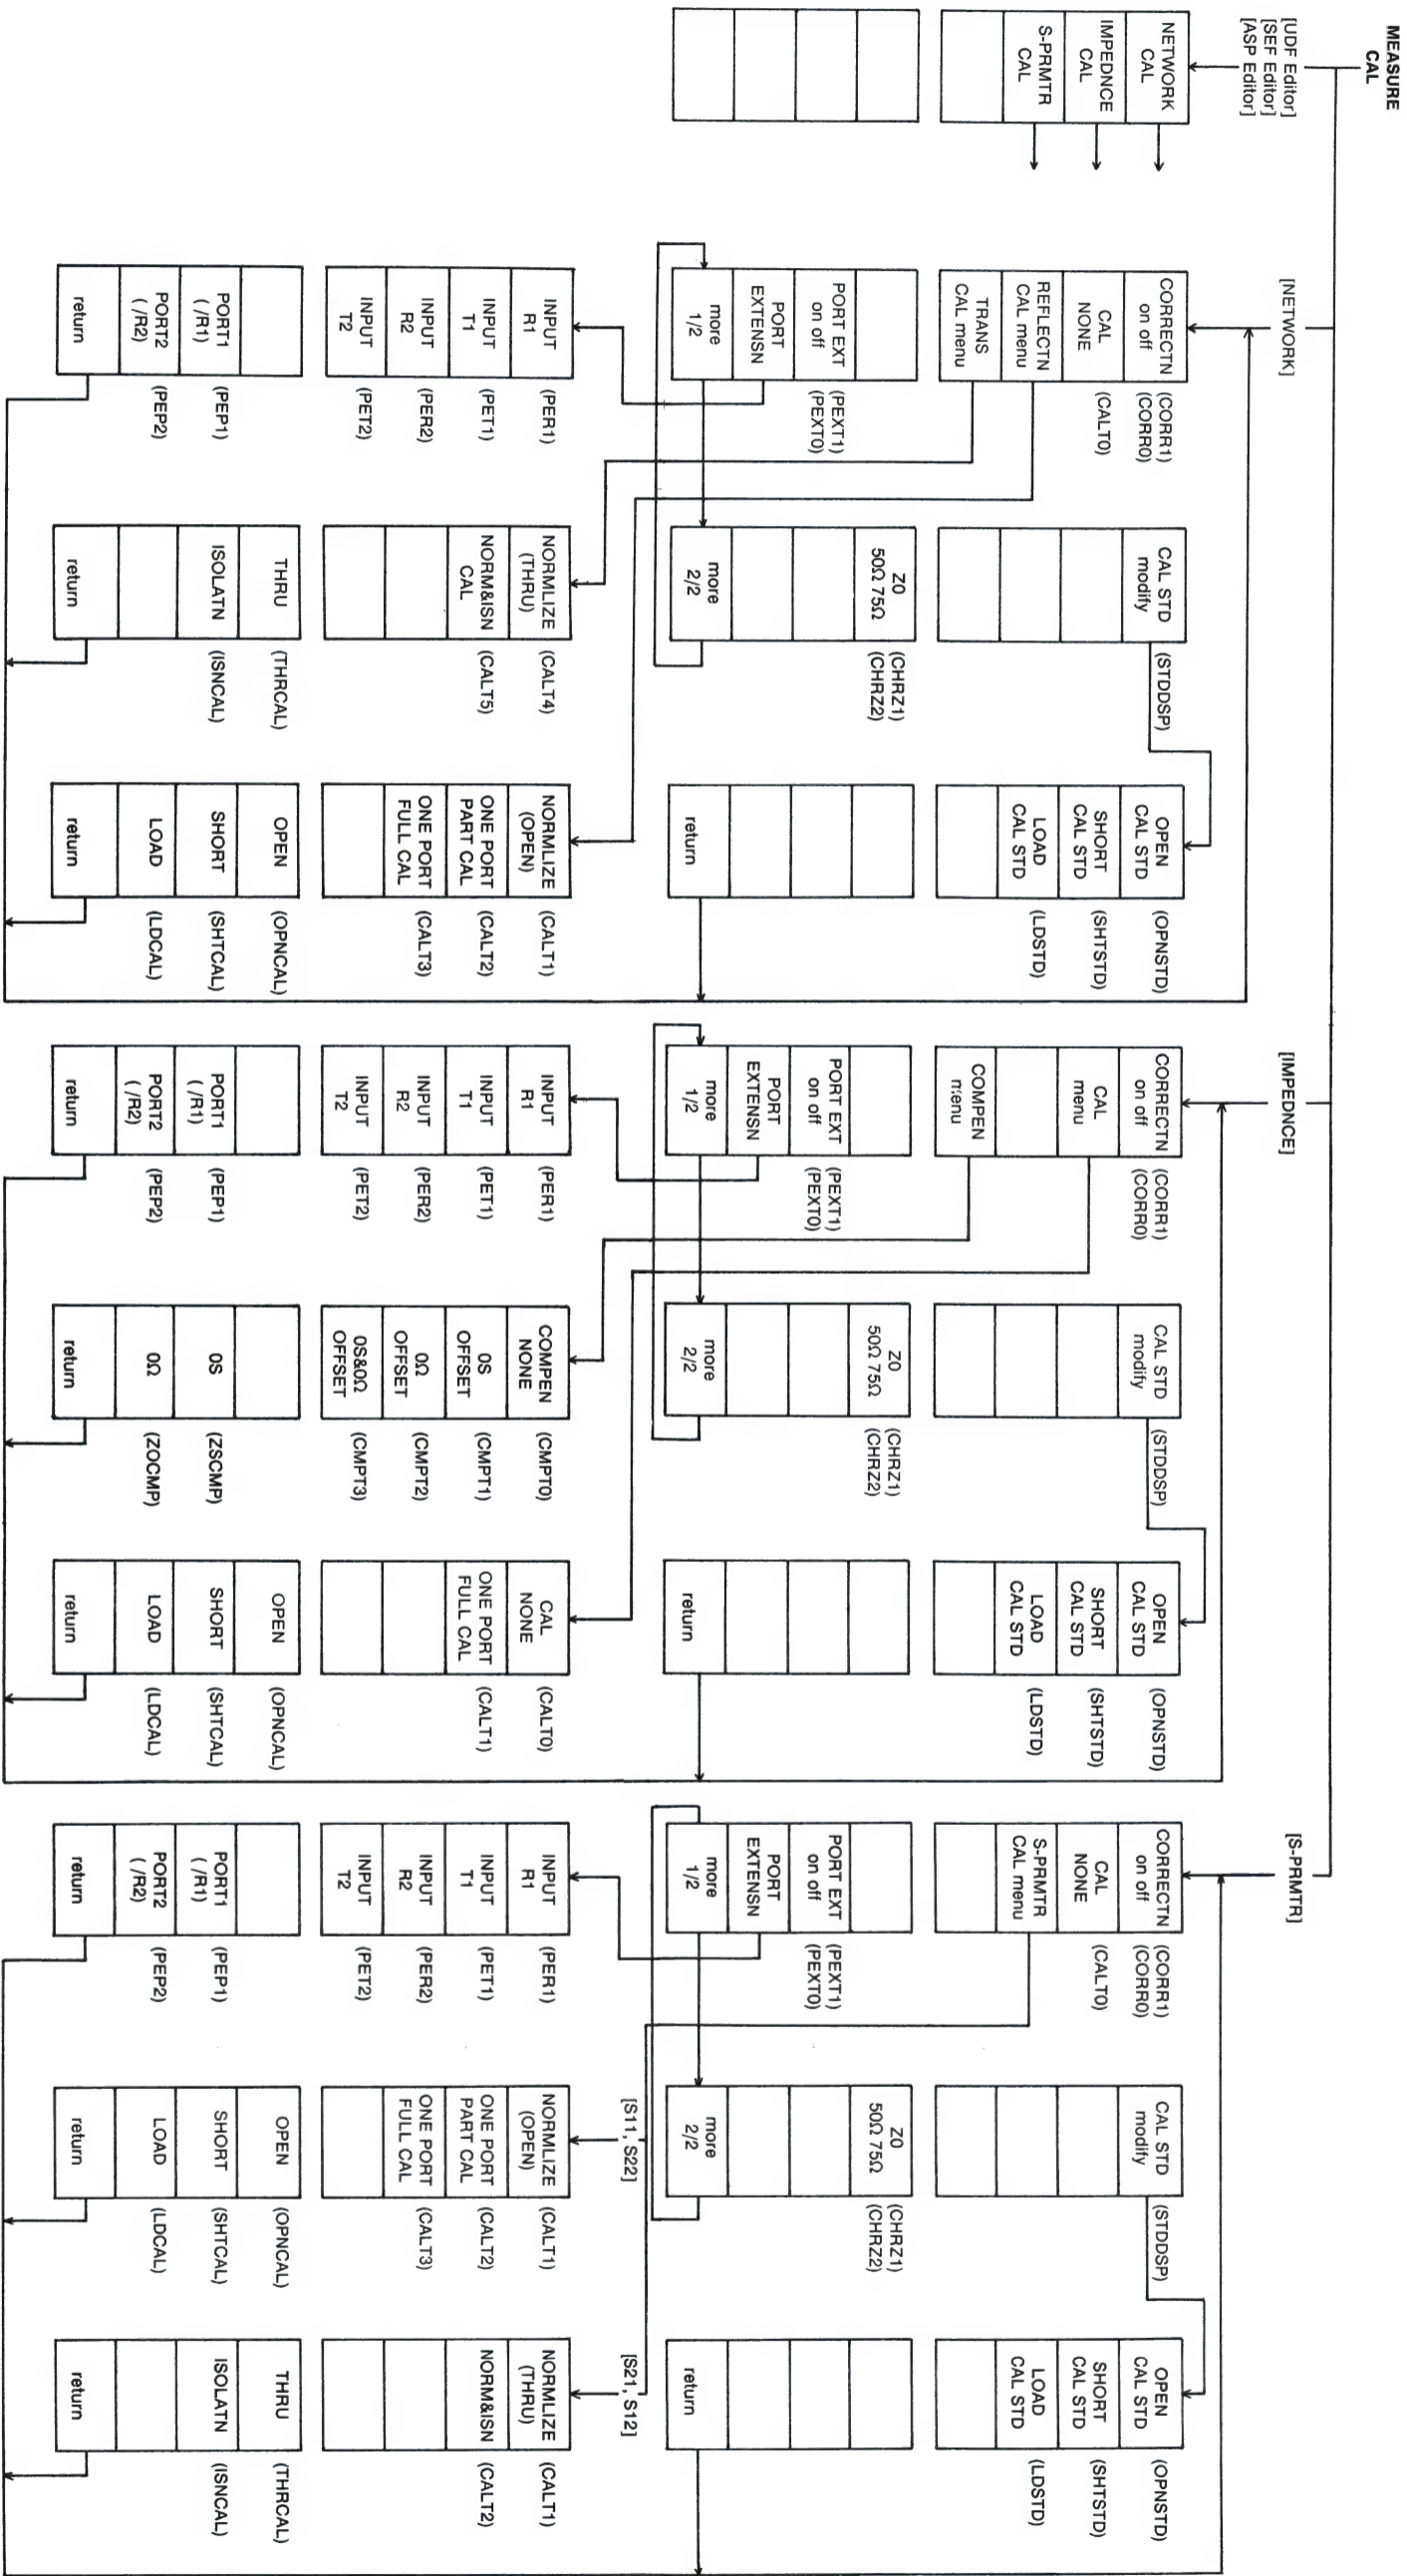 MEASURE
CAL
[UDF Editor]
[SEF Editor]
[ASP Editor]
NETWORK
CAL
IMPEDNCE
CAL
S-PRMTR
CAL
[NETWORK]
CORRECTN
on off
(CORR1)
(CORR0)
CAL
NONE
(CALT0)
REFLECTN
CAL menu
TRANS
CAL menu
PORT EXT
on off
(PEXT1)
(PEXT0)
PORT
EXTENSN
more
1/2
INPUT
R1
(PER1)
INPUT
T1
(PET1)
INPUT
R2
(PER2)
INPUT
T2
(PET2)
PORT1
( /R1)
(PEP1)
PORT2
( /R2)
(PEP2)
return
CAL STD
modify
(STDDSP)
Z0
50Ω 75Ω
(CHRZ1)
(CHRZ2)
more
2/2
NORMLIZE
(THRU)
(CALT4)
NORM&ISN
CAL
(CALT5)
THRU
(THRCAL)
ISOLATN
(ISNCAL)
return
OPEN
CAL STD
(OPNSTD)
SHORT
CAL STD
(SHTSTD)
LOAD
CAL STD
(LDSTD)
return
NORMLIZE
(OPEN)
(CALT1)
ONE PORT
PART CAL
(CALT2)
ONE PORT
FULL CAL
(CALT3)
OPEN
(OPNCAL)
SHORT
(SHTCAL)
LOAD
(LDCAL)
return
[IMPEDNCE]
CORRECTN
on off
(CORR1)
(CORR0)
CAL
menu
COMPEN
menu
PORT EXT
on off
(PEXT1)
(PEXT0)
PORT
EXTENSN
more
1/2
INPUT
R1
(PER1)
INPUT
T1
(PET1)
INPUT
R2
(PER2)
INPUT
T2
(PET2)
PORT1
( /R1)
(PEP1)
PORT2
( /R2)
(PEP2)
return
CAL STD
modify
(STDDSP)
Z0
50Ω 75Ω
(CHRZ1)
(CHRZ2)
more
2/2
COMPEN
NONE
(CMPT0)
0S
OFFSET
(CMPT1)
0Ω
OFFSET
(CMPT2)
0S&0Ω
OFFSET
(CMPT3)
0S
(ZSCMP)
0Ω
(ZOCMP)
return
OPEN
CAL STD
(OPNSTD)
SHORT
CAL STD
(SHTSTD)
LOAD
CAL STD
(LDSTD)
return
CAL
NONE
(CALT0)
ONE PORT
FULL CAL
(CALT1)
OPEN
(OPNCAL)
SHORT
(SHTCAL)
LOAD
(LDCAL)
return
[S-PRMTR]
CORRECTN
on off
(CORR1)
(CORR0)
CAL
NONE
(CALT0)
S-PRMTR
CAL menu
PORT EXT
on off
(PEXT1)
(PEXT0)
PORT
EXTENSN
more
1/2
INPUT
R1
(PER1)
INPUT
T1
(PET1)
INPUT
R2
(PER2)
INPUT
T2
(PET2)
PORT1
( /R1)
(PEP1)
PORT2
( /R2)
(PEP2)
return
CAL STD
modify
(STDDSP)
Z0
50Ω 75Ω
(CHRZ1)
(CHRZ2)
more
2/2
[S11, S22]
NORMLIZE
(OPEN)
(CALT1)
ONE PORT
PART CAL
(CALT2)
ONE PORT
FULL CAL
(CALT3)
OPEN
(OPNCAL)
SHORT
(SHTCAL)
LOAD
(LDCAL)
return
OPEN
CAL STD
(OPNSTD)
SHORT
CAL STD
(SHTSTD)
LOAD
CAL STD
(LDSTD)
return
[S21, S12]
NORMLIZE
(THRU)
(CALT1)
NORM&ISN
(CALT2)
THRU
(THRCAL)
ISOLATN
(ISNCAL)
return